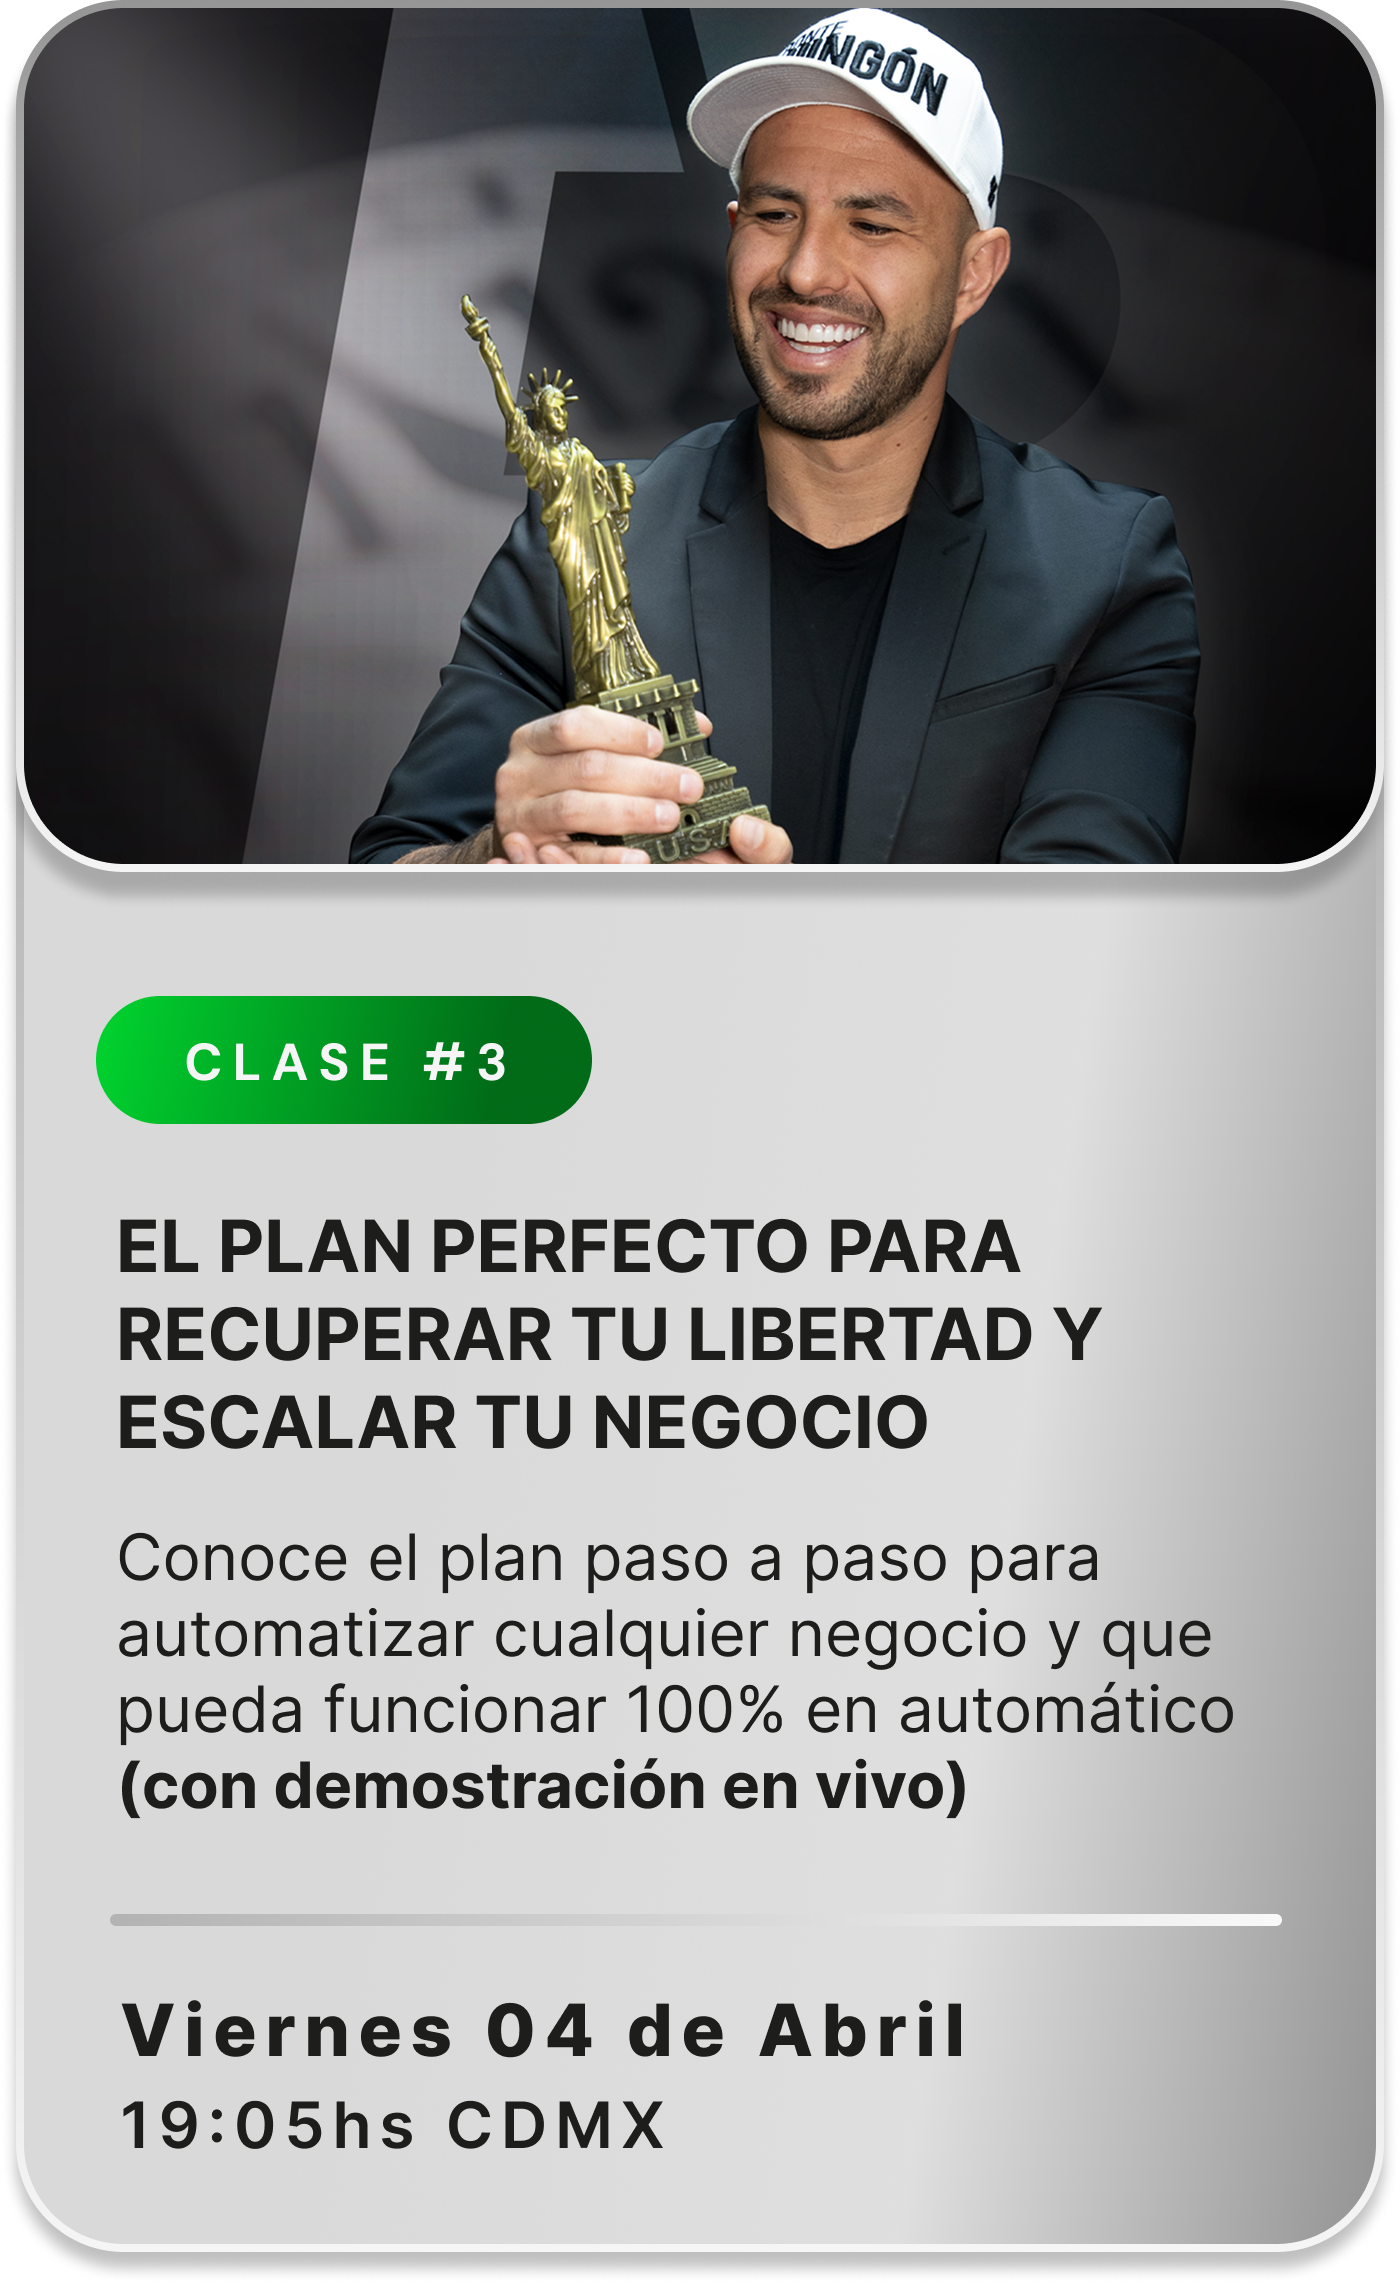 ONTE
CHINGÓN
U.S.A
CLASE #3
EL PLAN PERFECTO PARA
RECUPERAR TU LIBERTAD Y
ESCALAR TU NEGOCIO
Conoce el plan paso a paso para
automatizar cualquier negocio y que
pueda funcionar 100% en automático
(con demostración en vivo)
Viernes 04 de Abril
19:05hs CDMX